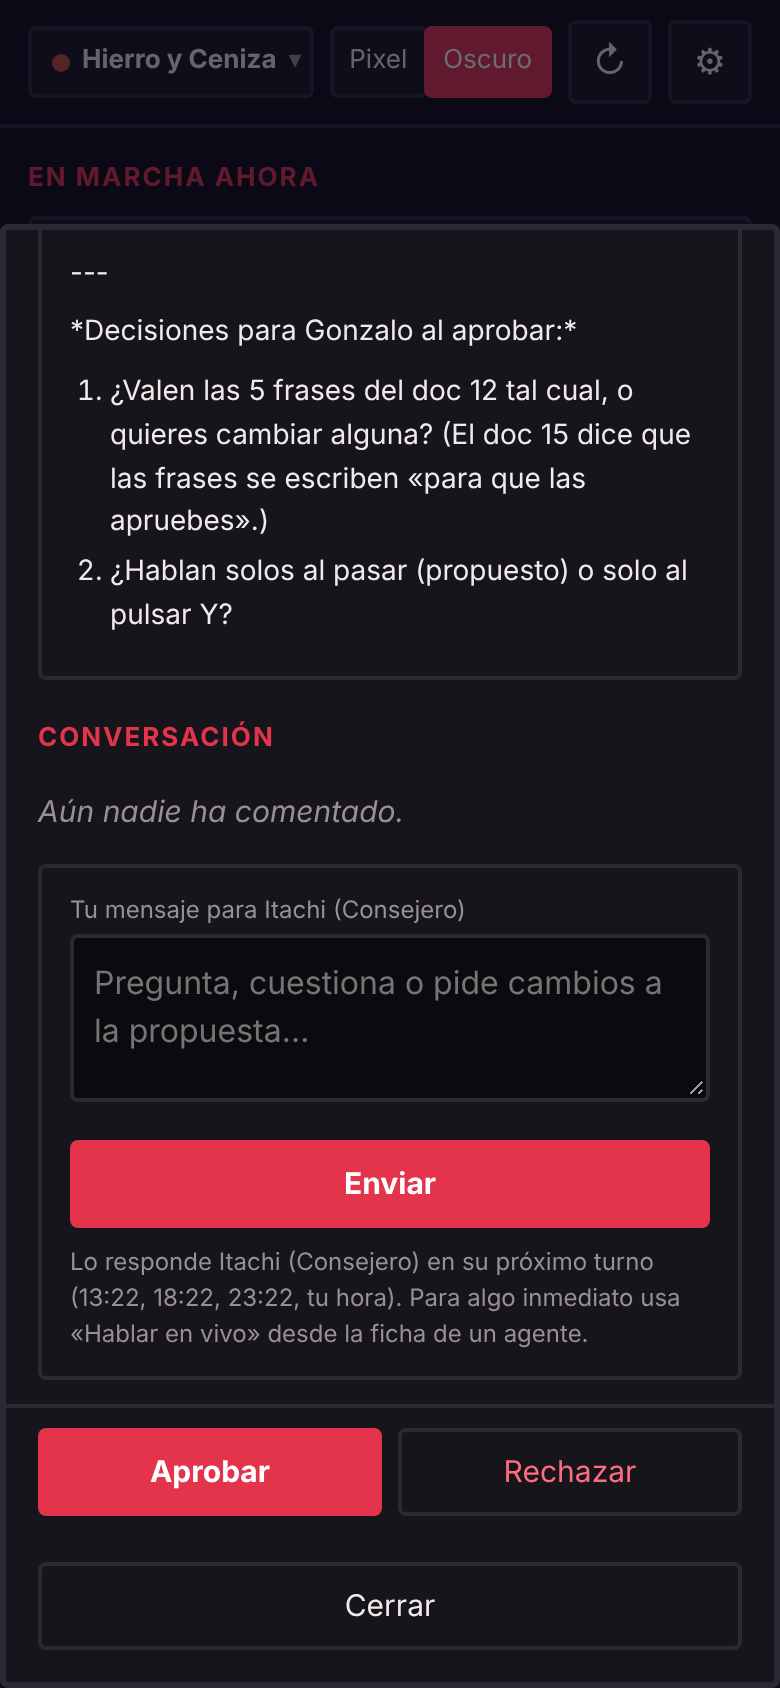 Hierro y Ceniza ▾
Pixel
Oscuro
EN MARCHA AHORA
---
*Decisiones para Gonzalo al aprobar:*
1. ¿Valen las 5 frases del doc 12 tal cual, o
quieres cambiar alguna? (El doc 15 dice que
las frases se escriben «para que las
apruebes».)
2. ¿Hablan solos al pasar (propuesto) o solo al
pulsar Y?
CONVERSACIÓN
Aún nadie ha comentado.
Tu mensaje para Itachi (Consejero)
Pregunta, cuestiona o pide cambios a
la propuesta...
Enviar
Lo responde Itachi (Consejero) en su próximo turno
(13:22, 18:22, 23:22, tu hora). Para algo inmediato usa
«Hablar en vivo» desde la ficha de un agente.
Aprobar
Rechazar
Cerrar